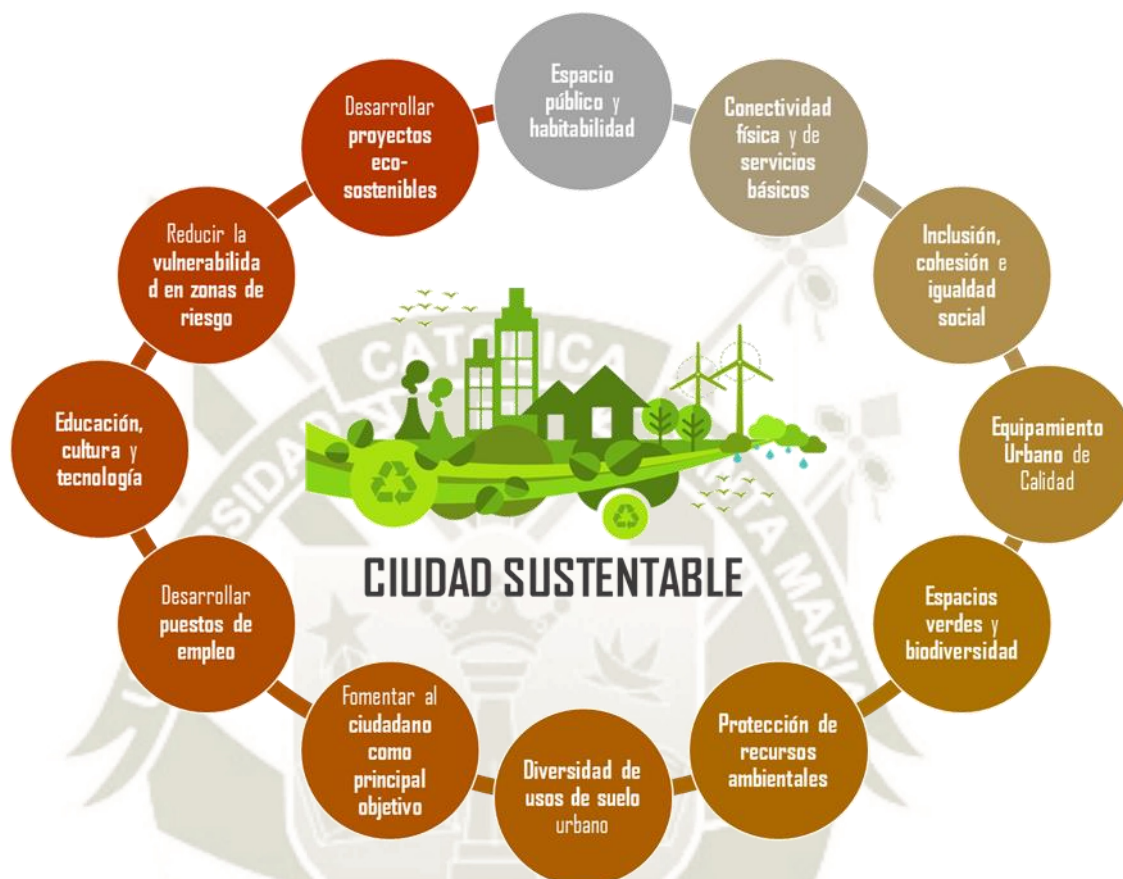 Espacio
público y
habitabilidad
Conectividad
física y de
servicios
básicos
Inclusión,
cohesión e
igualdad
social
Equipamiento
Urbano de
Calidad
Espacios
verdes y
biodiversidad
Protección de
recursos
ambientales
Diversidad de
usos de suelo
urbano
Fomentar al
ciudadano
como
principal
objetivo
Desarrollar
puestos de
empleo
Educación,
cultura y
tecnología
Reducir la
vulnerabilida
d en zonas de
riesgo
Desarrollar
proyectos
eco-
sostenibles
CIUDAD SUSTENTABLE
CATOLICA
MARIA